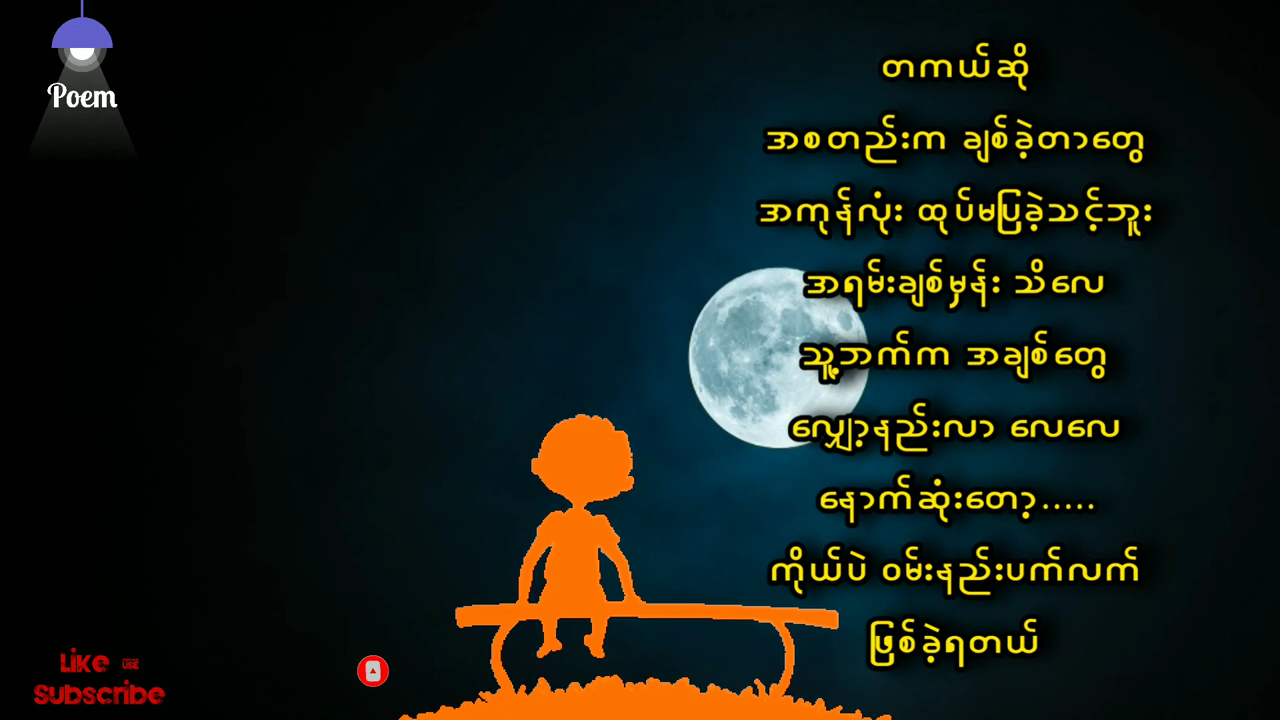 Poem
တကယ်ဆို
အစတည်းက ချစ်ခဲ့တာတွေ
အကုန်လုံး ထုပ်မပြခဲ့သင့်ဘူး
အရမ်းချစ်မှန်း သိလေ
သူ့ဘက်က အချစ်တွေ
လျှော့နည်းလာ လေလေ
နောက်ဆုံးတော့.....
ကိုယ်ပဲ ဝမ်းနည်းပက်လက်
ဖြစ်ခဲ့ရတယ်
Like USE
Subscribe